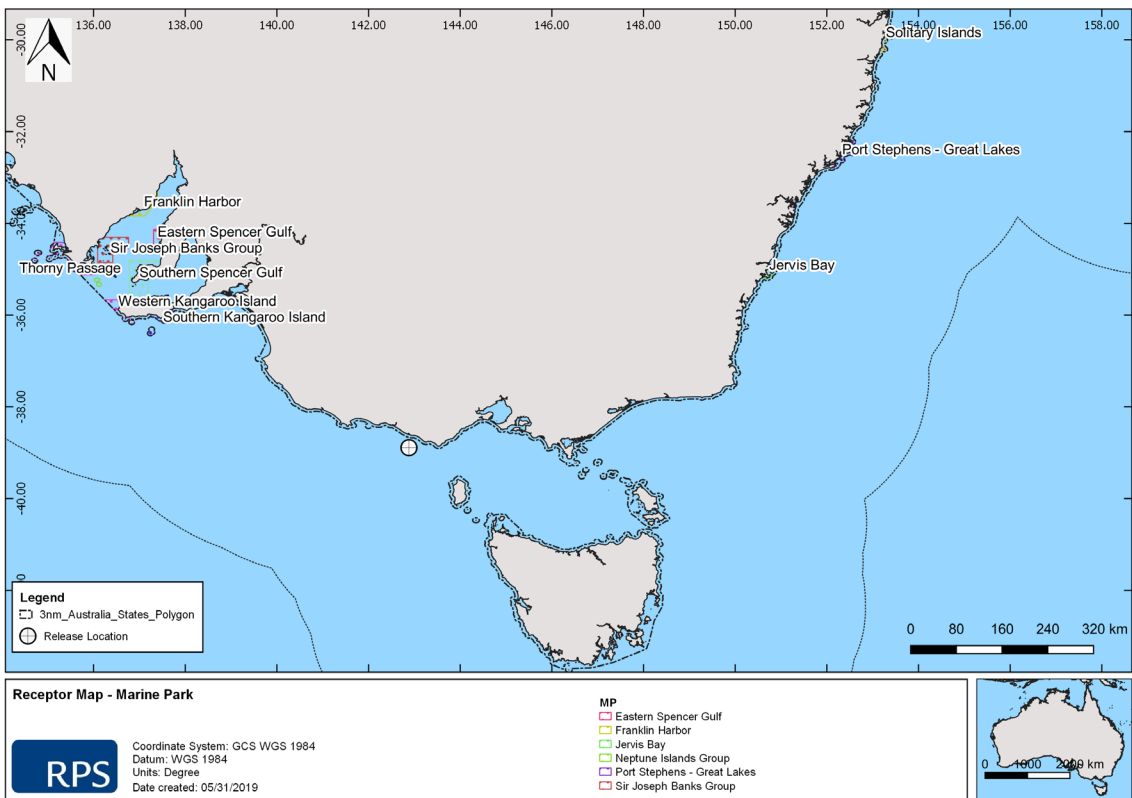 136.00 138.00 140.00 142.00 144.00 146.00 148.00 150.00 152.00 154.00 156.00 158.00
-30.00
-32.00
-34.00
-36.00
-38.00
-40.00
N
Solitary Islands
Port Stephens - Great Lakes
Franklin Harbor
Eastern Spencer Gulf
Sir Joseph Banks Group
Thorny Passage
Southern Spencer Gulf
Jervis Bay
Western Kangaroo Island
Southern Kangaroo Island
Legend
3nm_Australia_States_Polygon
Release Location
0 80 160 240 320 km
Receptor Map - Marine Park
RPS
Coordinate System: GCS WGS 1984
Datum: WGS 1984
Units: Degree
Date created: 05/31/2019
MP
Eastern Spencer Gulf
Franklin Harbor
Jervis Bay
Neptune Islands Group
Port Stephens - Great Lakes
Sir Joseph Banks Group
0 1000 2000 km